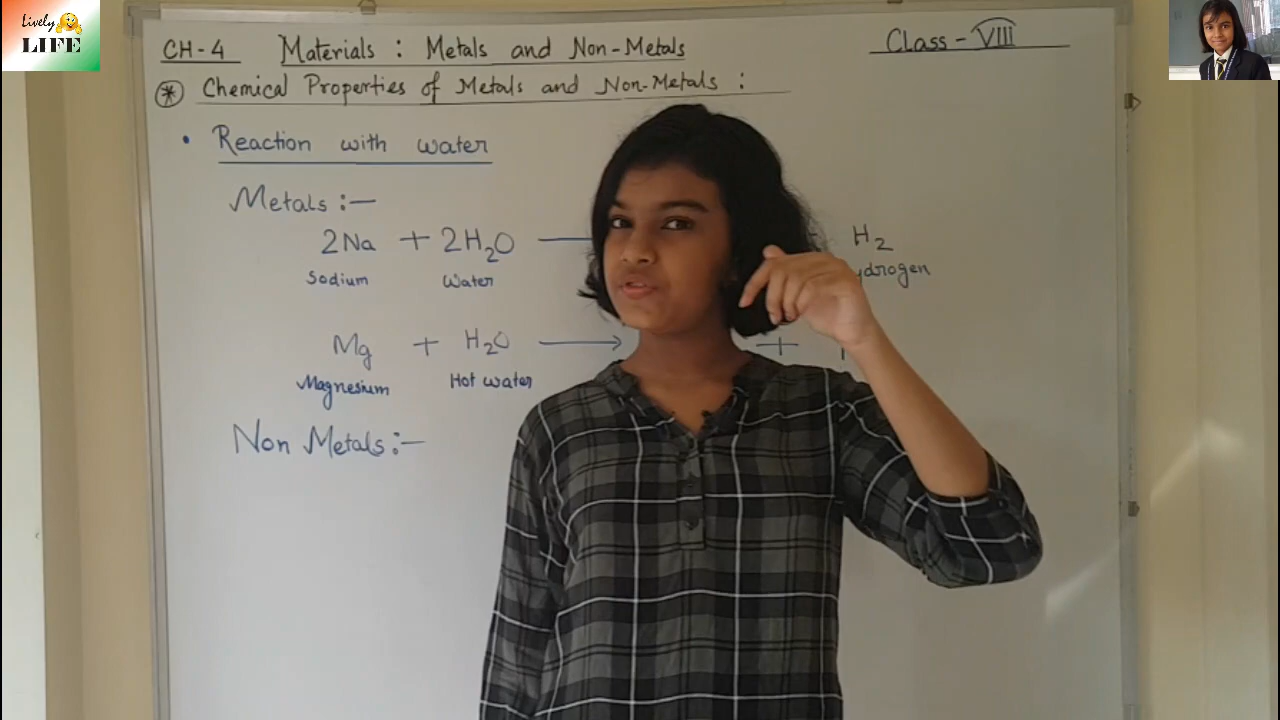 Lively
LIFE
CH-4 Materials : Metals and Non-Metals
Class - VIII
* Chemical Properties of Metals and Non-Metals :
• Reaction with water
Metals :-
2Na + 2H₂O H₂
Sodium Water
Mg + H₂O → +
Magnesium Hot water
Non Metals :-